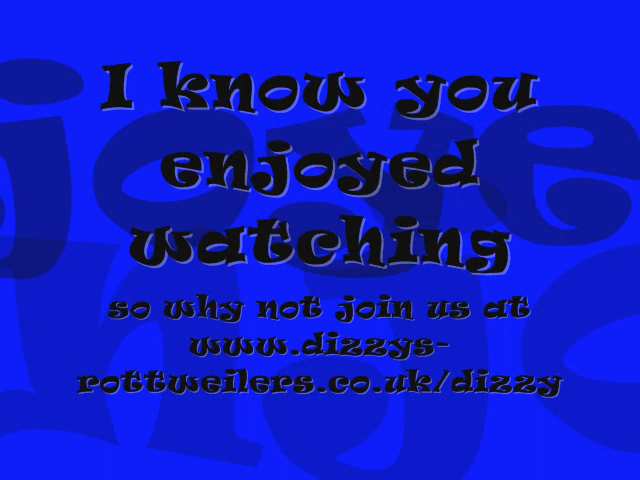 I know you
enjoyed
watching
so why not join us at
www.dizzys-
rottweilers.co.uk/dizzy